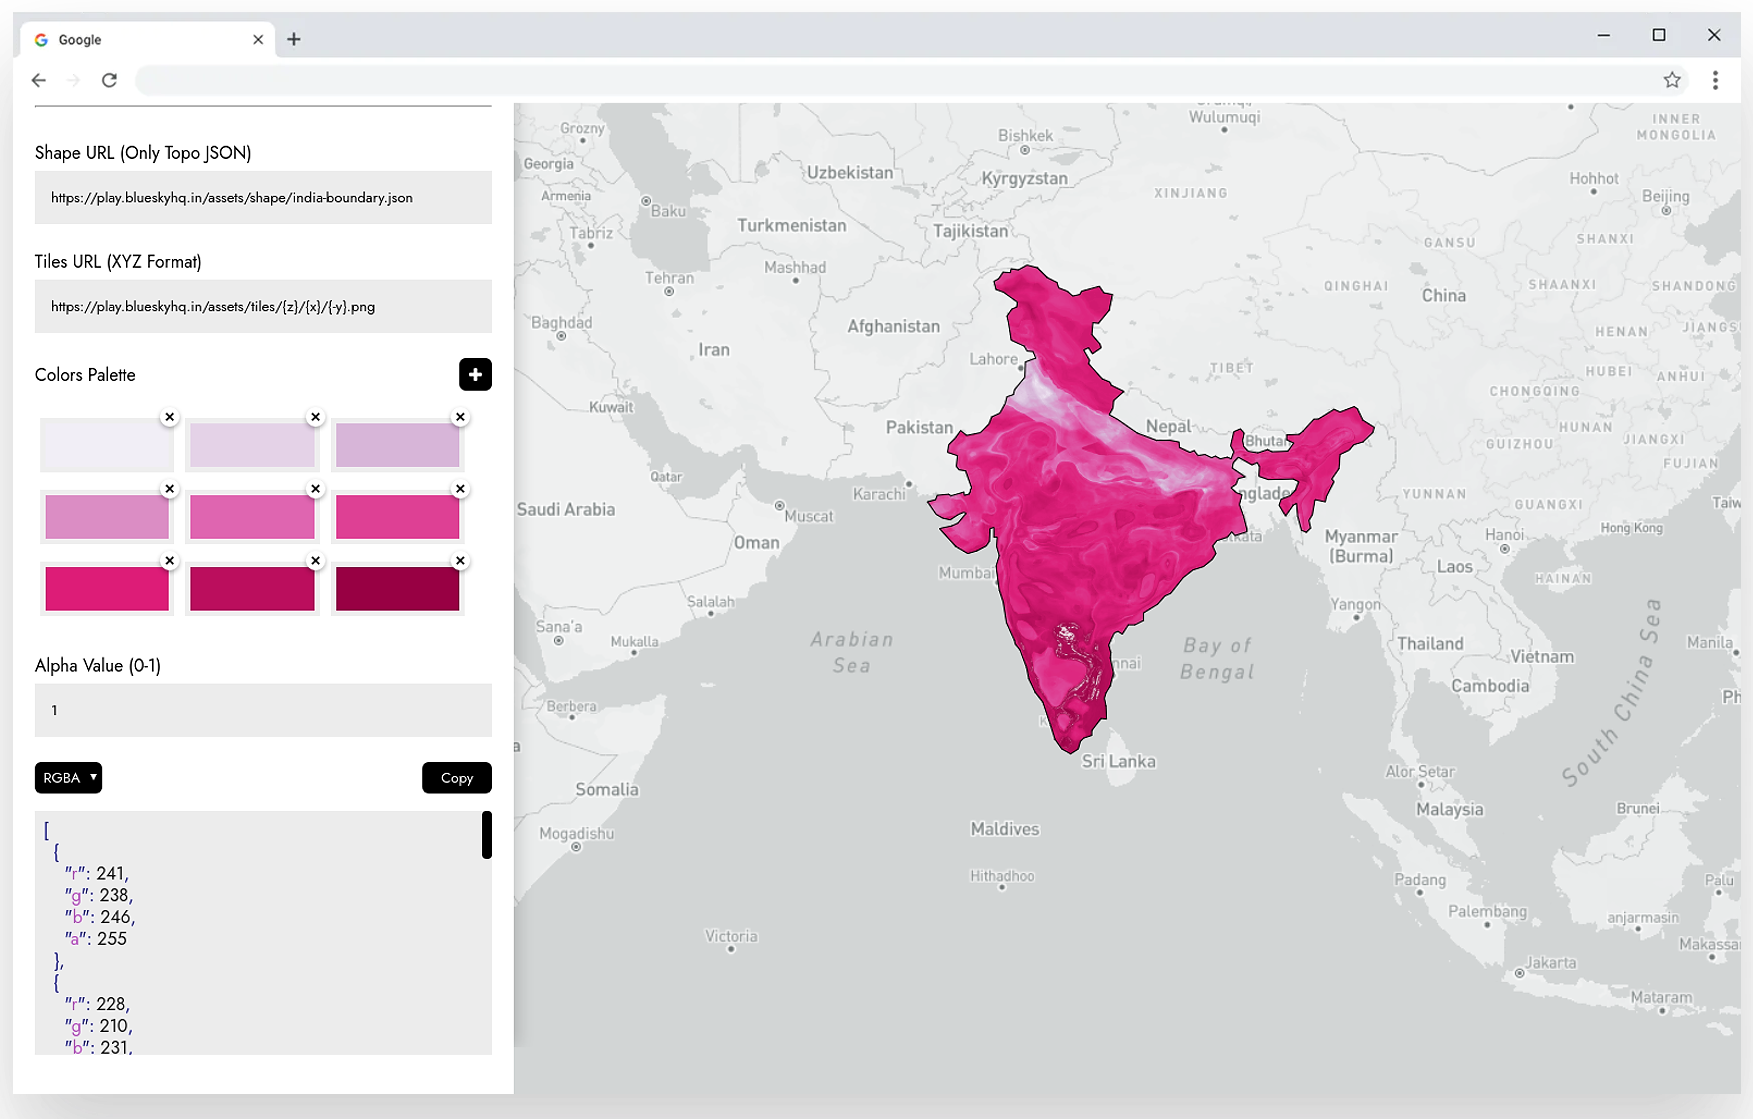 Google
Shape URL (Only Topo JSON)
https://play.blueskyhq.in/assets/shape/india-boundary.json
Tiles URL (XYZ Format)
https://play.blueskyhq.in/assets/tiles/{z}/{x}/{-y}.png
Colors Palette
Alpha Value (0-1)
1
RGBA
Copy
[
{
"r": 241,
"g": 238,
"b": 246,
"a": 255
},
{
"r": 228,
"g": 210,
"b": 231,
Grozny
Georgia
Armenia
Baku
Tabriz
Tehran
Baghdad
Iran
Kuwait
Qatar
Saudi Arabia
Muscat
Oman
Salalah
Sana'a
Mukalla
Berbera
Somalia
Mogadishu
Victoria
Uzbekistan
Turkmenistan
Mashhad
Bishkek
Kyrgyzstan
Tajikistan
Afghanistan
Lahore
Pakistan
Karachi
Mumbai
Arabian
Sea
Maldives
Hithadhoo
Wulumuqi
XINJIANG
INNER
MONGOLIA
Hohhot
Beijing
GANSU
SHANXI
QINGHAI
China
SHAANXI
SHANDONG
HENAN
JIANGS
TIBET
HUBEI
ANHUI
CHONGQING
Nepal
Bhutan
HUNAN
JIANGXI
GUIZHOU
FUJIAN
nglade
YUNNAN
GUANGXI
Taiw
kata
Myanmar
(Burma)
Hanoi
Hong Kong
Laos
HAINAN
Yangon
Bay of
Bengal
nnai
Thailand
Vietnam
Manila
Cambodia
Ph
South China Sea
Sri Lanka
Alor Setar
Malaysia
Brunei
Padang
Palu
Palembang
anjarmasin
Makassa
Jakarta
Mataram